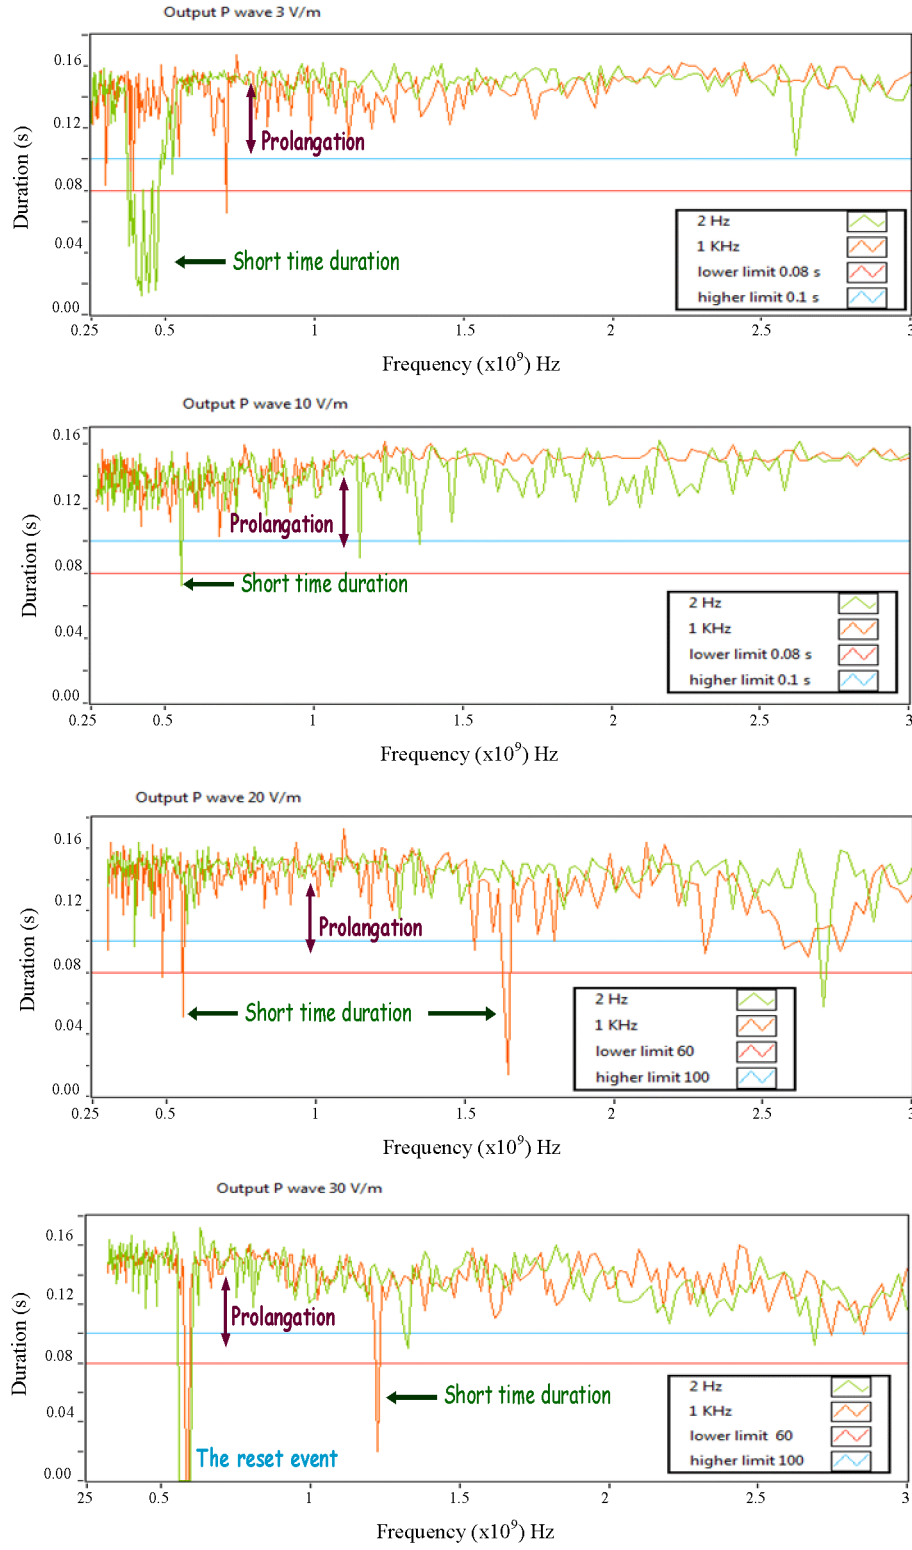 Output P wave 3 V/m
0.16
0.12
0.08
0.04
0.00
Duration (s)
Prolangation
Short time duration
2 Hz
1 KHz
lower limit 0.08 s
higher limit 0.1 s
0.25 0.5 1 1.5 2 2.5 3
Frequency (x10⁹) Hz
Output P wave 10 V/m
0.16
0.12
0.08
0.04
0.00
Duration (s)
Prolangation
Short time duration
2 Hz
1 KHz
lower limit 0.08 s
higher limit 0.1 s
0.25 0.5 1 1.5 2 2.5 3
Frequency (x10⁹) Hz
Output P wave 20 V/m
0.16
0.12
0.08
0.04
0.00
Duration (s)
Prolangation
Short time duration
2 Hz
1 KHz
lower limit 60
higher limit 100
0.25 0.5 1 1.5 2 2.5 3
Frequency (x10⁹) Hz
Output P wave 30 V/m
0.16
0.12
0.08
0.04
0.00
Duration (s)
Prolangation
Short time duration
The reset event
2 Hz
1 KHz
lower limit 60
higher limit 100
25 0.5 1 1.5 2 2.5 3
Frequency (x10⁹) Hz